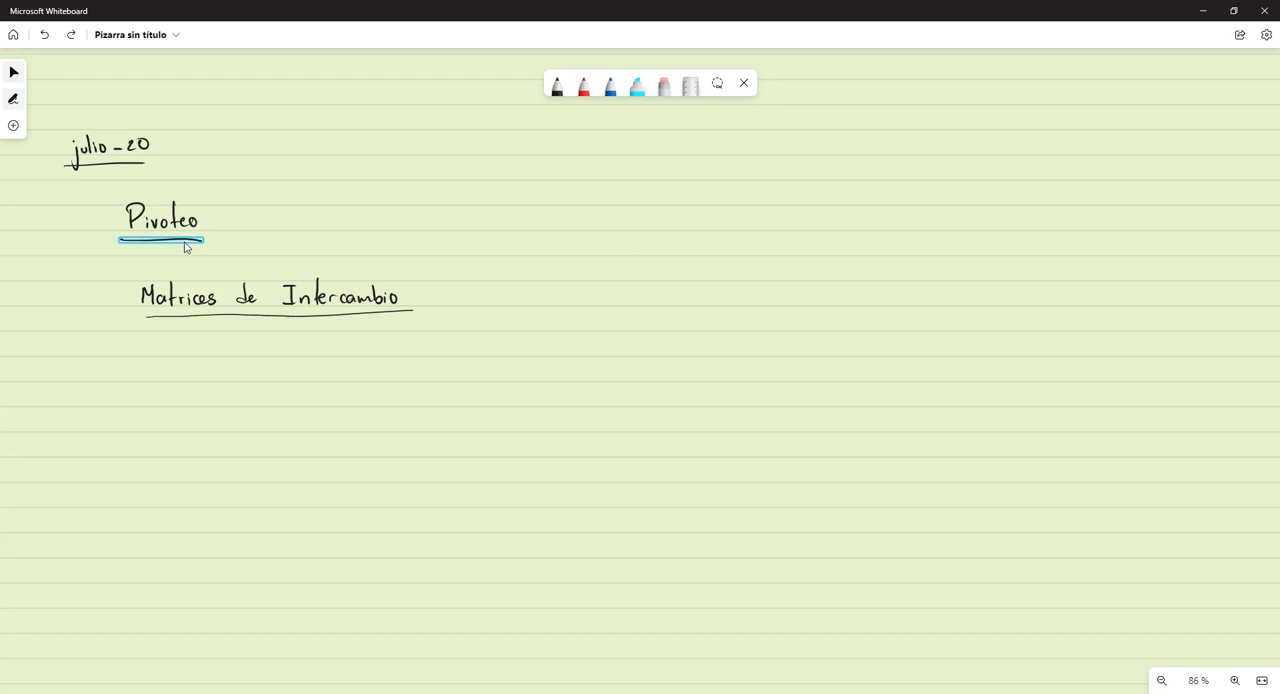 Microsoft Whiteboard
Pizarra sin título
julio - 20
Pivoteo
Matrices de Intercambio
86 %